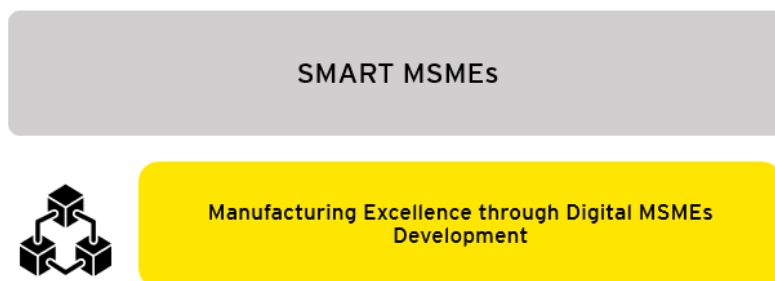 SMART MSMEs
Manufacturing Excellence through Digital MSMEs
Development